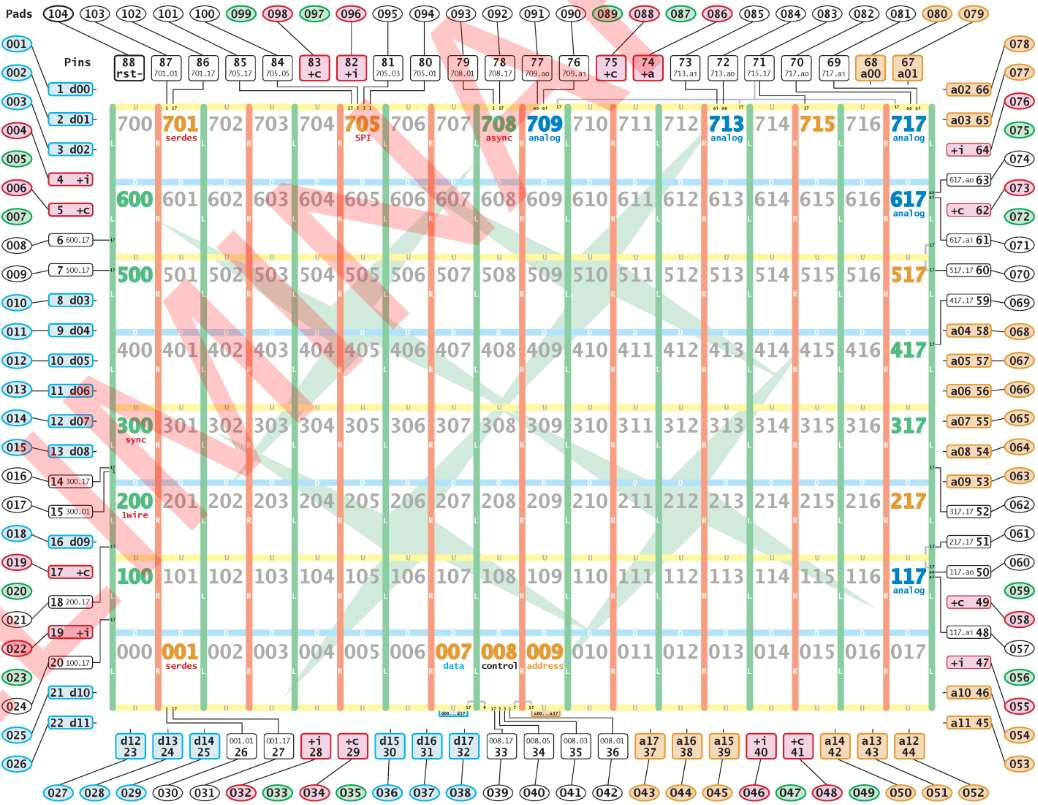 Pads 104 103 102 101 100 099 098 097 096 095 094 093 092 091 090 089 088 087 086 085 084 083 082 081 080 079
Pins
88 87 86 85 84 83 82 81 80 79 78 77 76 75 74 73 72 71 70 69 68 67
rst- 701.01 701.17 705.17 705.05 +c +i 705.03 705.01 708.01 708.17 709.ao 709.ai +c +a 713.ai 713.ao 715.17 717.ao 717.ai a00 a01
001
002
003
004
005
006
007
008
009
010
011
012
013
014
015
016
017
018
019
020
021
022
023
024
025
026
1 d00
2 d01
3 d02
4 +i
5 +c
6 600.17
7 500.17
8 d03
9 d04
10 d05
11 d06
12 d07
13 d08
14 300.17
15 300.01
16 d09
17 +c
18 200.17
19 +i
20 100.17
21 d10
22 d11
700 701 702 703 704 705 706 707 708 709 710 711 712 713 714 715 716 717
serdes SPI async analog analog analog
600 601 602 603 604 605 606 607 608 609 610 611 612 613 614 615 616 617
analog
500 501 502 503 504 505 506 507 508 509 510 511 512 513 514 515 516 517
400 401 402 403 404 405 406 407 408 409 410 411 412 413 414 415 416 417
300 301 302 303 304 305 306 307 308 309 310 311 312 313 314 315 316 317
sync
200 201 202 203 204 205 206 207 208 209 210 211 212 213 214 215 216 217
1wire
100 101 102 103 104 105 106 107 108 109 110 111 112 113 114 115 116 117
analog
000 001 002 003 004 005 006 007 008 009 010 011 012 013 014 015 016 017
serdes data control address
a02 66
a03 65
+i 64
617.ao 63
+c 62
617.ai 61
517.17 60
417.17 59
a04 58
a05 57
a06 56
a07 55
a08 54
a09 53
317.17 52
217.17 51
117.ao 50
+c 49
117.ai 48
+i 47
a10 46
a11 45
078
077
076
075
074
073
072
071
070
069
068
067
066
065
064
063
062
061
060
059
058
057
056
055
054
053
d12 d13 d14 001.01 001.17 +i +c d15 d16 d17 008.17 008.05 008.03 008.01 a17 a16 a15 +i +c a14 a13 a12
23 24 25 26 27 28 29 30 31 32 33 34 35 36 37 38 39 40 41 42 43 44
027 028 029 030 031 032 033 034 035 036 037 038 039 040 041 042 043 044 045 046 047 048 049 050 051 052